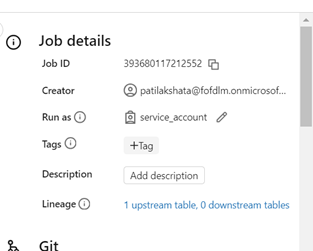 Job details
Job ID 393680117212552
Creator patilakshata@fofdlm.onmicrosof...
Run as service_account
Tags +Tag
Description Add description
Lineage 1 upstream table, 0 downstream tables
Git